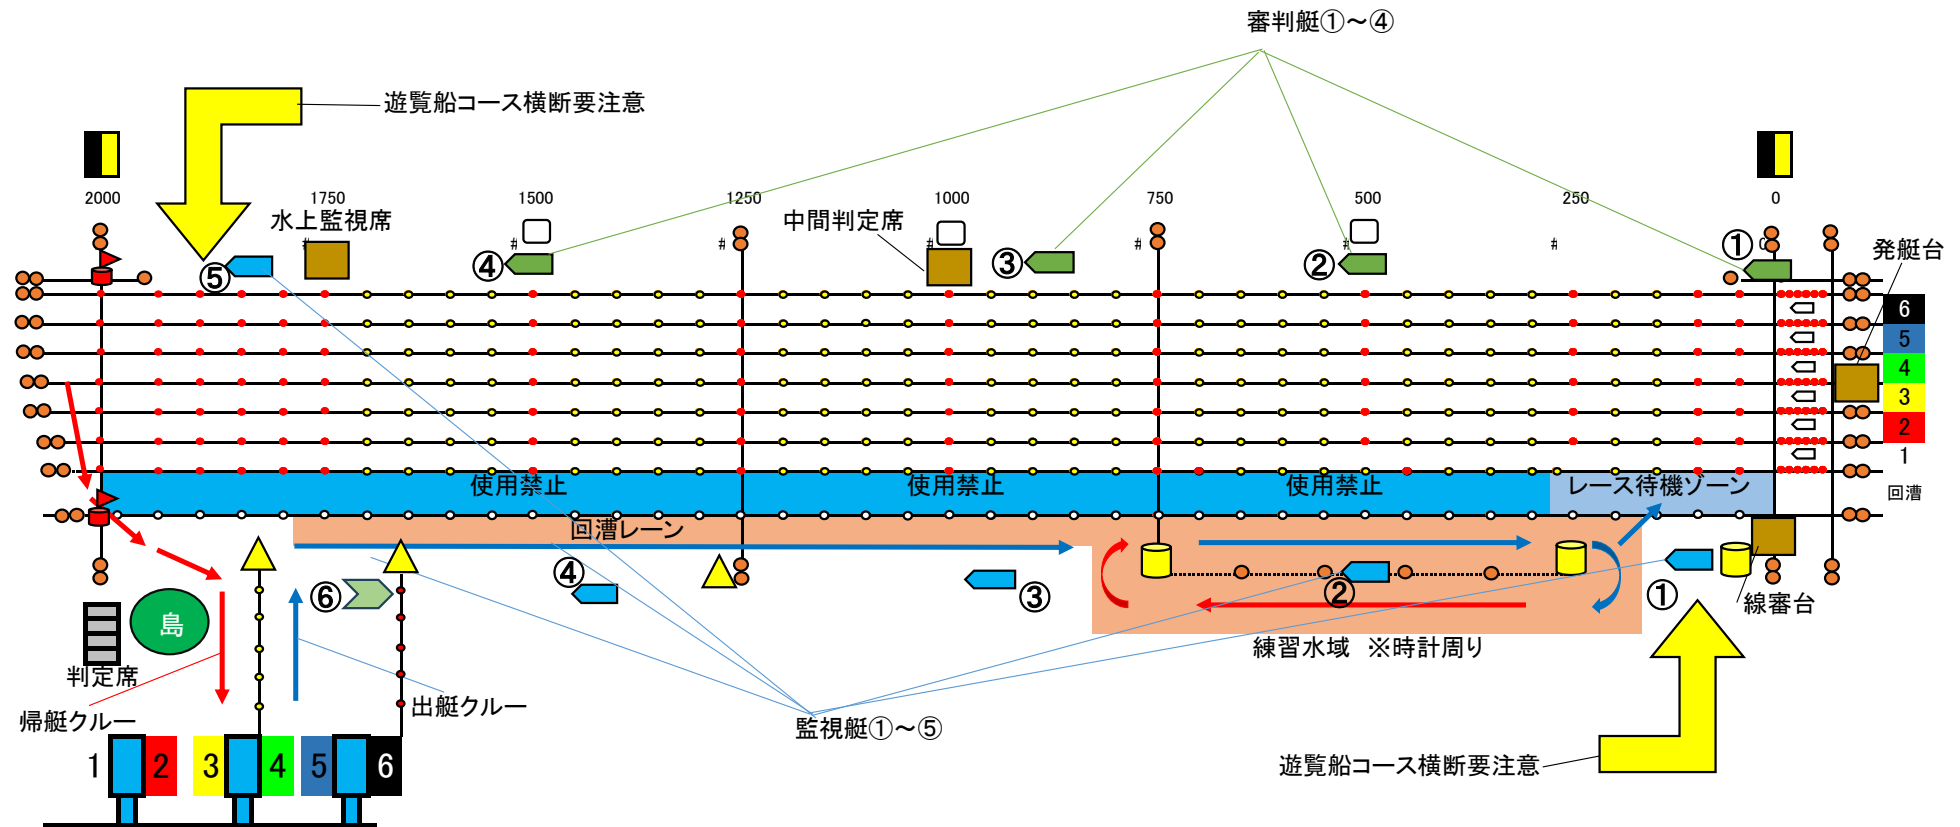 審判艇①～④
遊覧船コース横断要注意
2000
1750
1500
1250
1000
750
500
250
0
水上監視席
中間判定席
#
#
#
#
#
#
#
0
発艇台
⑤
④
③
②
①
6
5
4
3
2
1
回漕
使用禁止
使用禁止
使用禁止
レース待機ゾーン
回漕レーン
⑥
④
③
②
①
島
判定席
線審台
練習水域 ※時計周り
帰艇クルー
出艇クルー
監視艇①～⑤
遊覧船コース横断要注意
1
2
3
4
5
6